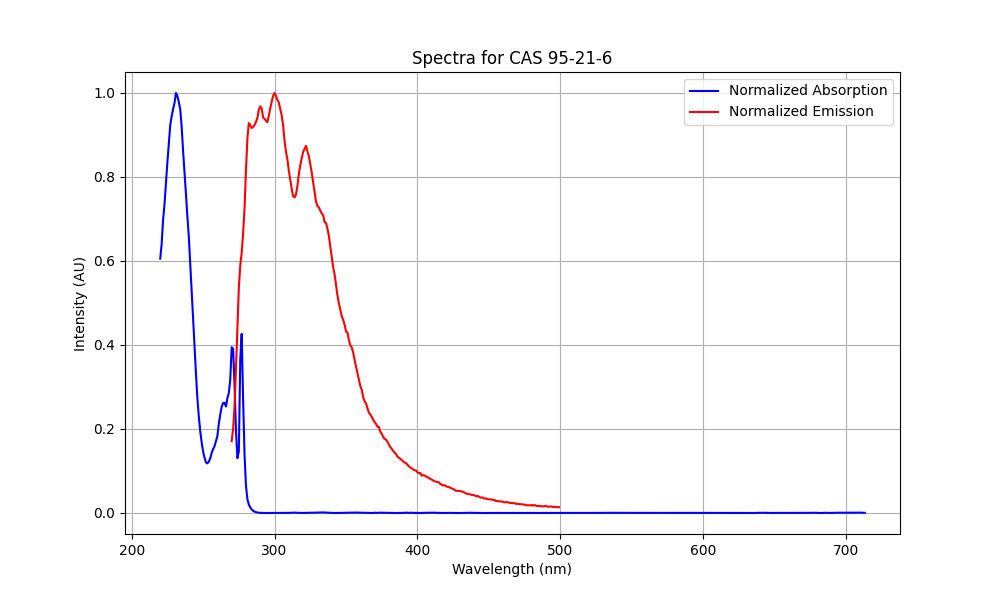 Spectra for CAS 95-21-6
Normalized Absorption
Normalized Emission
1.0
0.8
0.6
0.4
0.2
0.0
Intensity (AU)
200 300 400 500 600 700
Wavelength (nm)